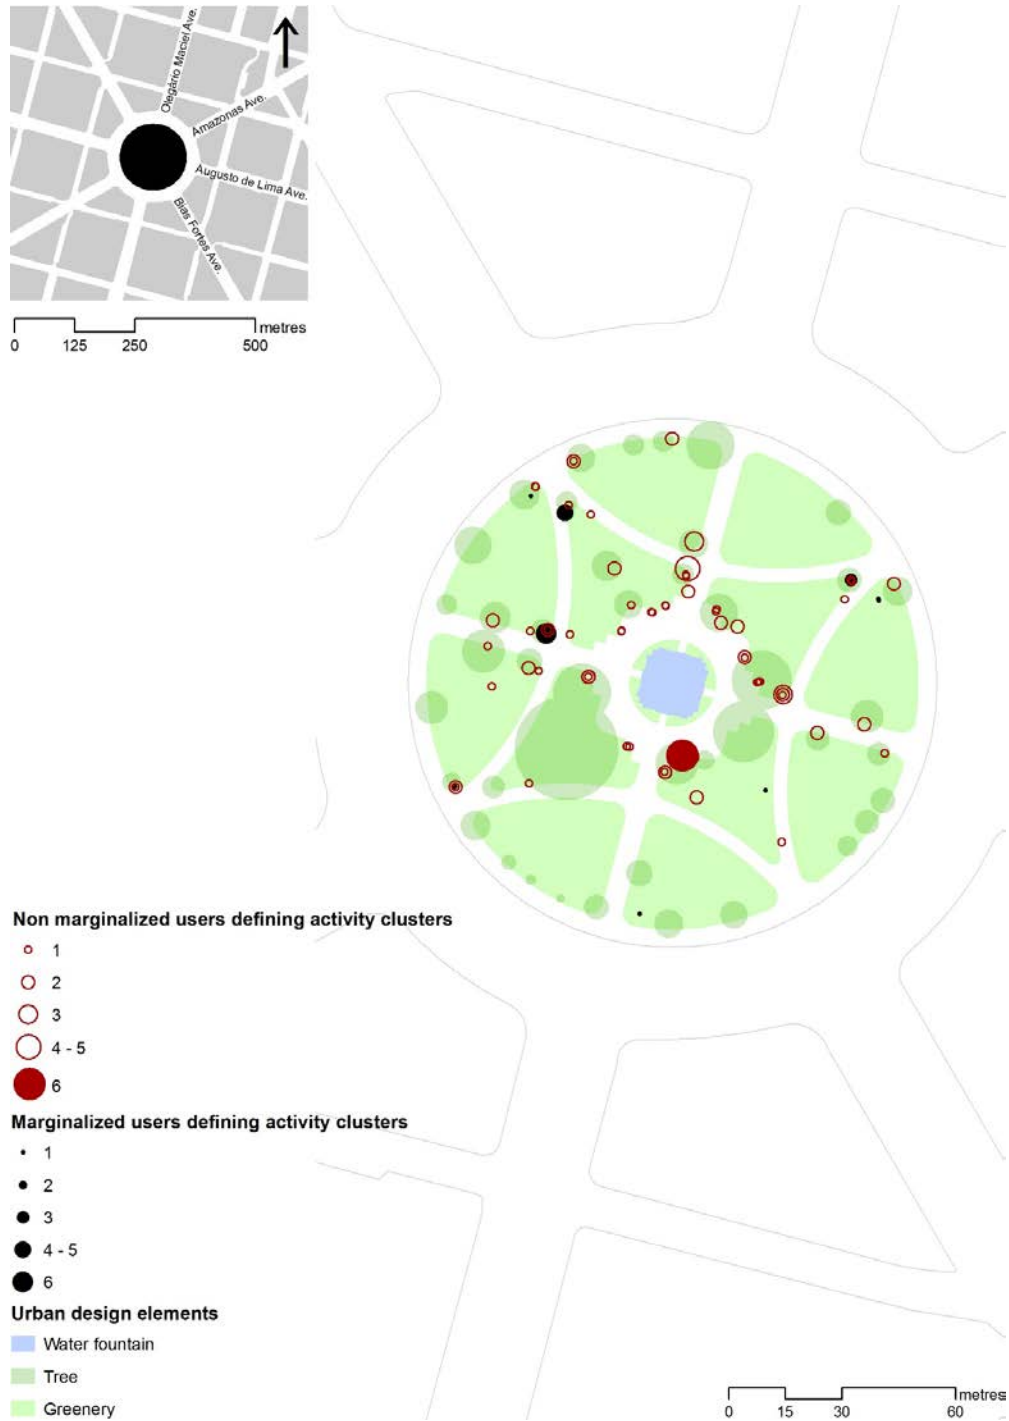 Olegário Maciel Ave.
Amazonas Ave.
Augusto de Lima Ave.
Bias Fortes Ave.
metres
0 125 250 500
Non marginalized users defining activity clusters
1
2
3
4 - 5
6
Marginalized users defining activity clusters
1
2
3
4 - 5
6
Urban design elements
Water fountain
Tree
Greenery
metres
0 15 30 60